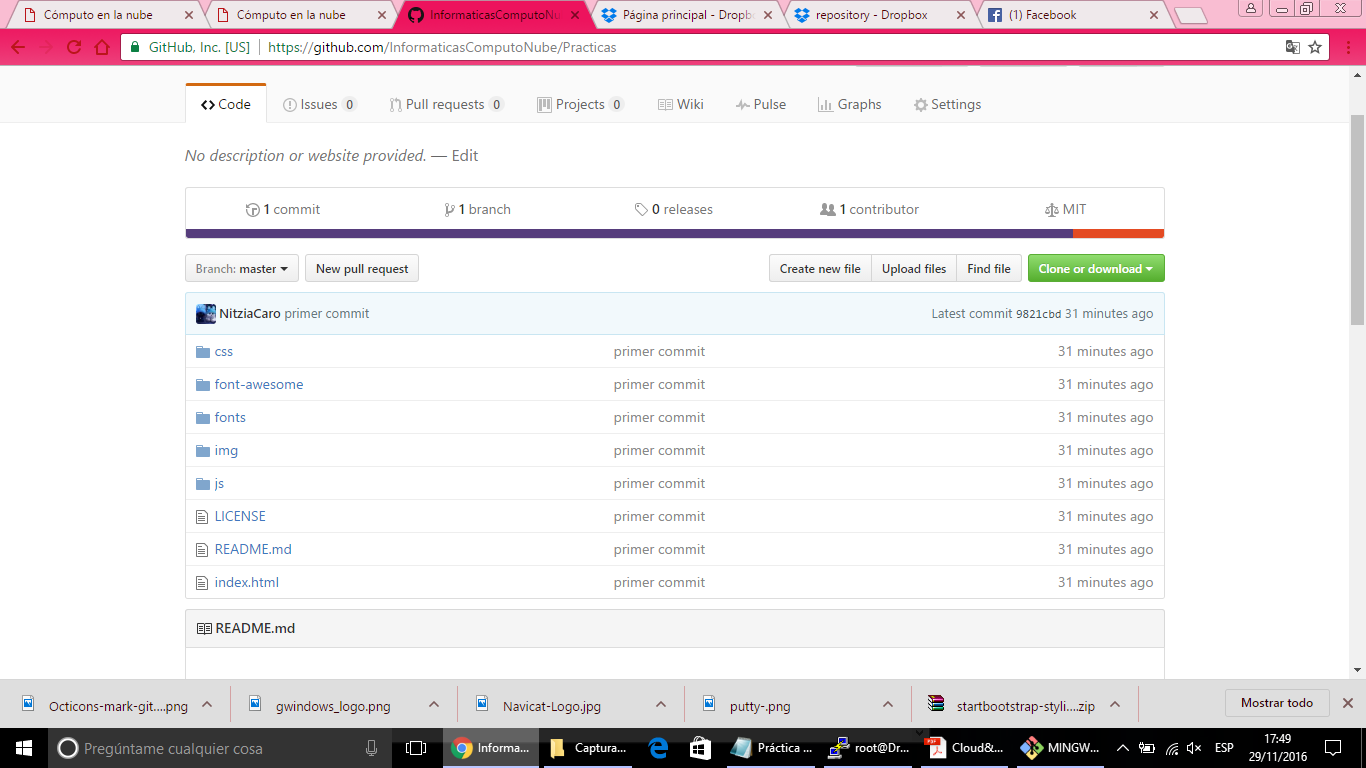 Cómputo en la nube
Cómputo en la nube
InformaticasComputoNu
Página principal - Dropb
repository - Dropbox
(1) Facebook
GitHub, Inc. [US]
https://github.com/InformaticasComputoNube/Practicas
Code
Issues 0
Pull requests 0
Projects 0
Wiki
Pulse
Graphs
Settings
No description or website provided. — Edit
1 commit
1 branch
0 releases
1 contributor
MIT
Branch: master
New pull request
Create new file
Upload files
Find file
Clone or download
NitziaCaro primer commit
Latest commit 9821cbd 31 minutes ago
css primer commit 31 minutes ago
font-awesome primer commit 31 minutes ago
fonts primer commit 31 minutes ago
img primer commit 31 minutes ago
js primer commit 31 minutes ago
LICENSE primer commit 31 minutes ago
README.md primer commit 31 minutes ago
index.html primer commit 31 minutes ago
README.md
Octicons-mark-git....png
gwindows_logo.png
Navicat-Logo.jpg
putty-.png
startbootstrap-styli....zip
Mostrar todo
Pregúntame cualquier cosa
Informa...
Captura...
Práctica ...
root@Dr...
Cloud&...
MINGW...
ESP
17:49
29/11/2016